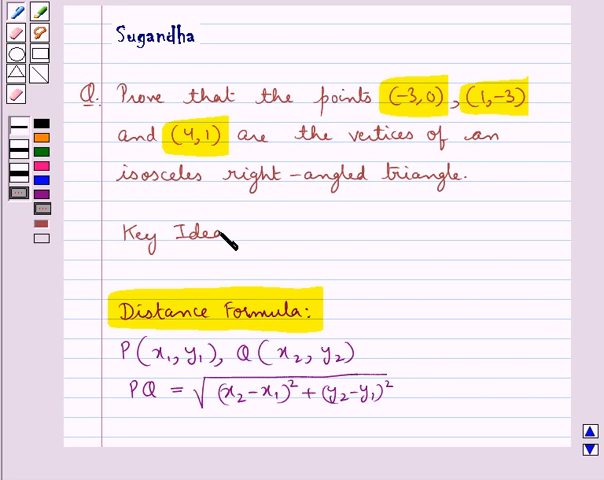 Sugandha
Q. Prove that the points (-3,0), (1,-3)
and (4,1) are the vertices of an
isosceles right-angled triangle.
Key Idea
Distance Formula:
P(x₁,y₁), Q(x₂,y₂)
PQ = √((x₂-x₁)²+(y₂-y₁)²)